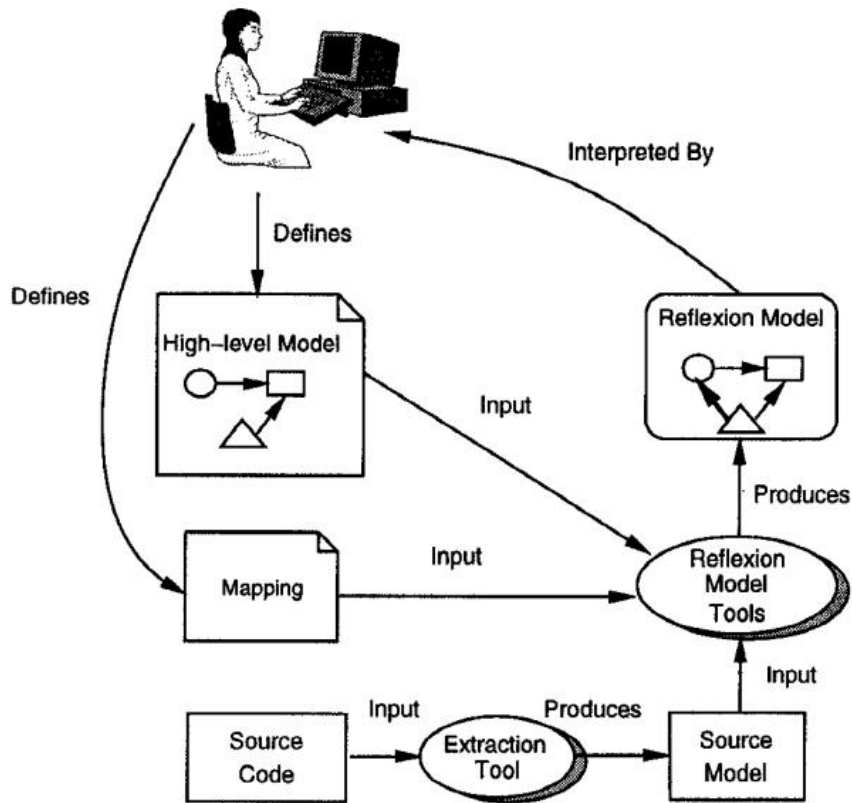 Interpreted By
Defines
Defines
High-level Model
Reflexion Model
Input
Produces
Mapping
Input
Reflexion
Model
Tools
Input
Input
Produces
Source
Code
Extraction
Tool
Source
Model